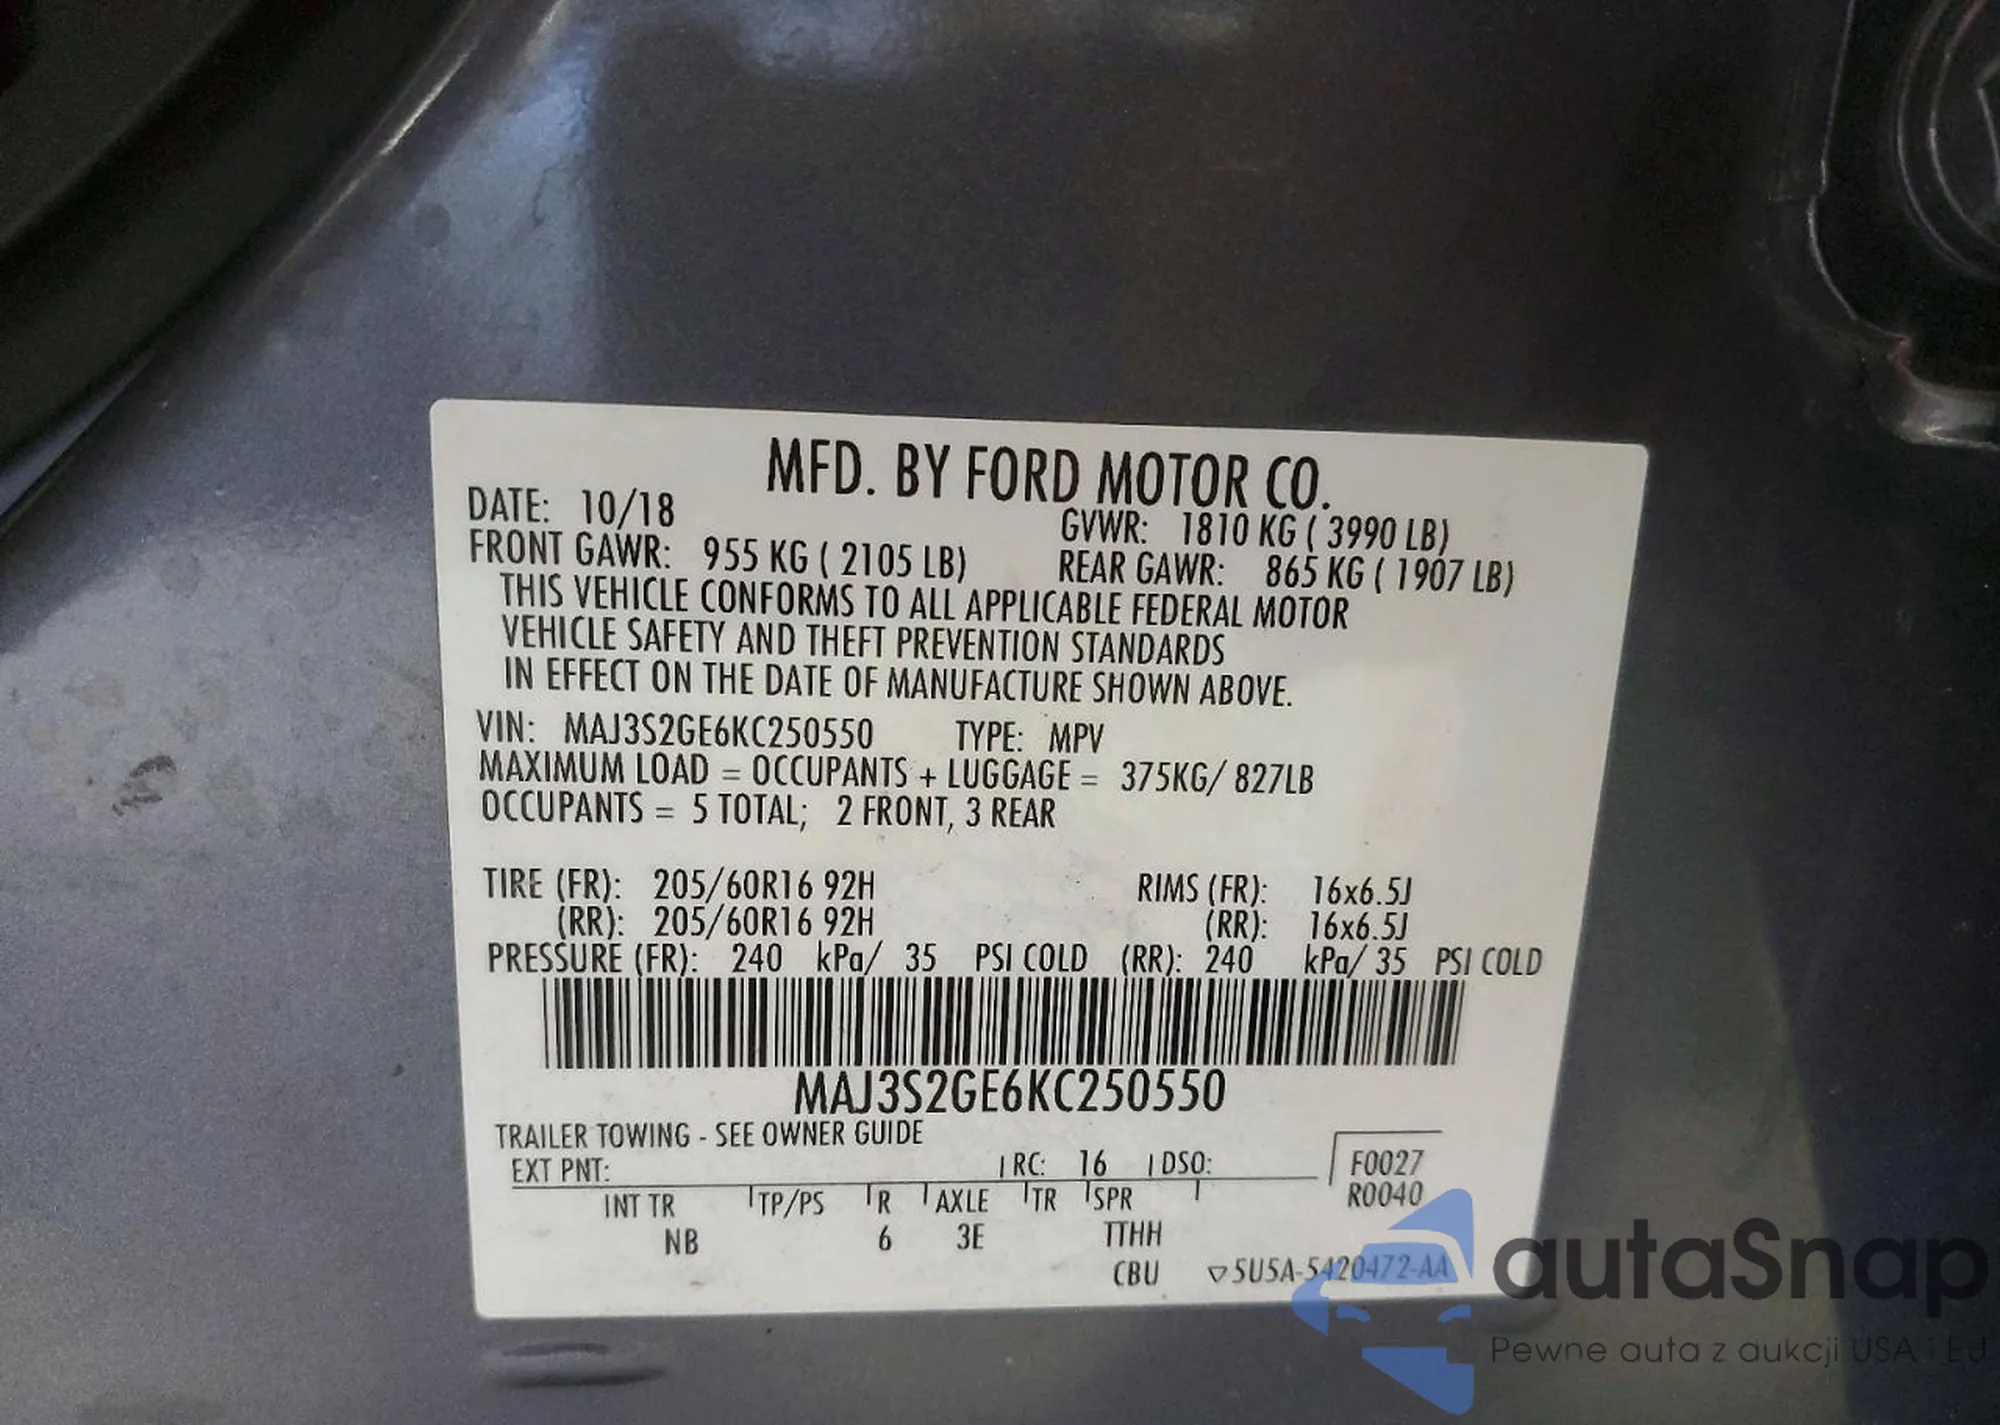 MFD. BY FORD MOTOR CO.
DATE: 10/18 GVWR: 1810 KG ( 3990 LB)
FRONT GAWR: 955 KG ( 2105 LB) REAR GAWR: 865 KG ( 1907 LB)
THIS VEHICLE CONFORMS TO ALL APPLICABLE FEDERAL MOTOR
VEHICLE SAFETY AND THEFT PREVENTION STANDARDS
IN EFFECT ON THE DATE OF MANUFACTURE SHOWN ABOVE.
VIN: MAJ3S2GE6KC250550 TYPE: MPV
MAXIMUM LOAD = OCCUPANTS + LUGGAGE = 375KG/ 827LB
OCCUPANTS = 5 TOTAL; 2 FRONT, 3 REAR
TIRE (FR): 205/60R16 92H RIMS (FR): 16x6.5J
(RR): 205/60R16 92H (RR): 16x6.5J
PRESSURE (FR): 240 kPa/ 35 PSI COLD (RR): 240 kPa/ 35 PSI COLD
MAJ3S2GE6KC250550
TRAILER TOWING - SEE OWNER GUIDE
EXT PNT: RC: 16 DSO: F0027
R0040
INT TR TP/PS R AXLE TR SPR
NB 6 3E TTHH
CBU ▽5U5A-5420472-AA
autaSnap
Pewne auta z aukcji USA i EU